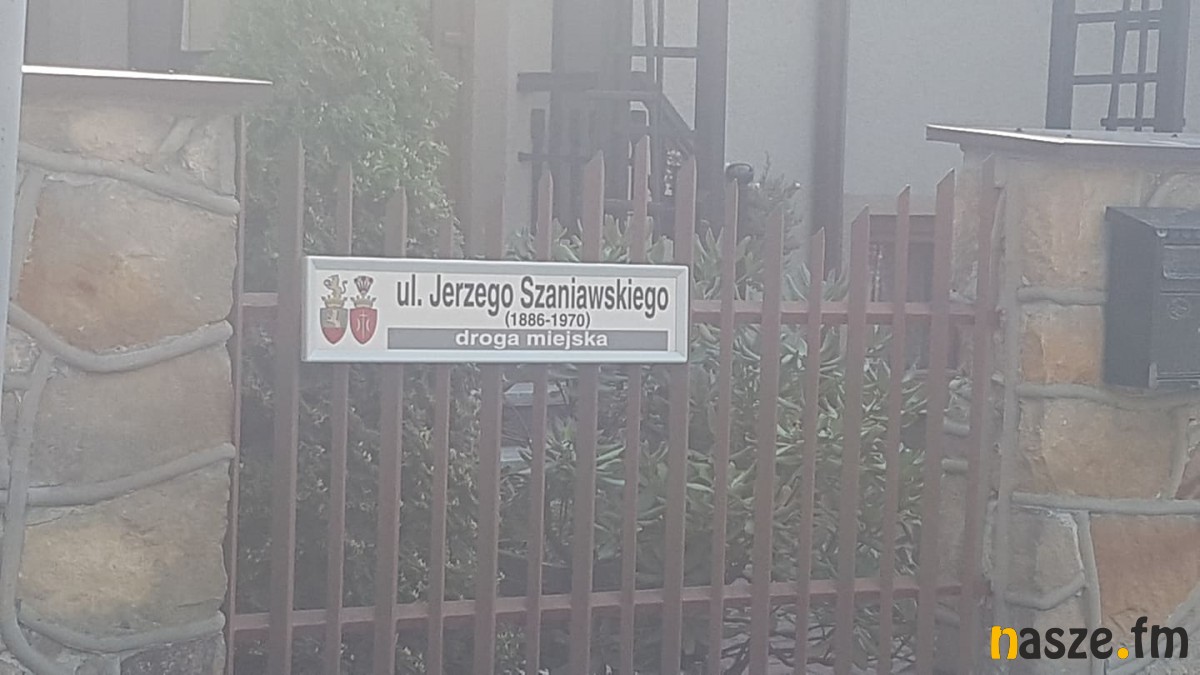 ul. Jerzego Szaniawskiego
(1886-1970)
droga miejska
nasze.fm